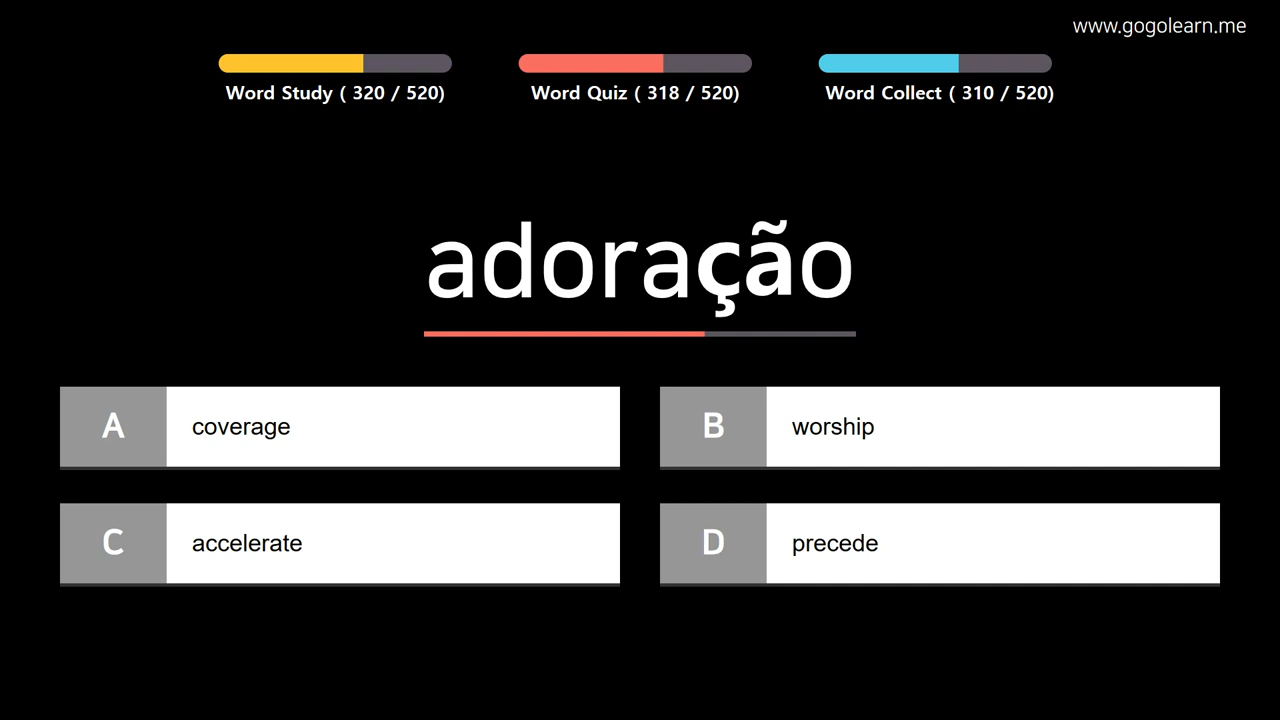 www.gogolearn.me
Word Study ( 320 / 520)
Word Quiz ( 318 / 520)
Word Collect ( 310 / 520)
adoração
A coverage
B worship
C accelerate
D precede